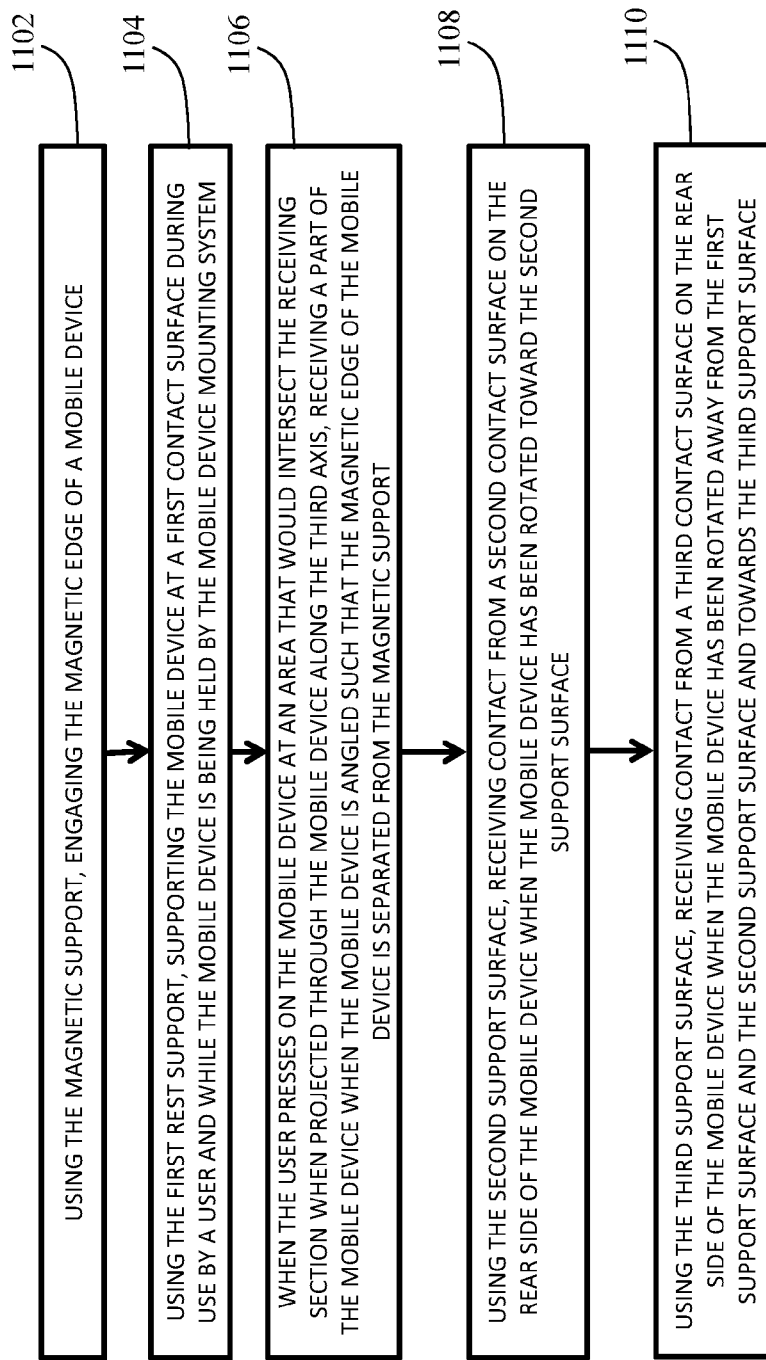 1102
USING THE MAGNETIC SUPPORT, ENGAGING THE MAGNETIC EDGE OF A MOBILE DEVICE
1104
USING THE FIRST REST SUPPORT, SUPPORTING THE MOBILE DEVICE AT A FIRST CONTACT SURFACE DURING
USE BY A USER AND WHILE THE MOBILE DEVICE IS BEING HELD BY THE MOBILE DEVICE MOUNTING SYSTEM
1106
WHEN THE USER PRESSES ON THE MOBILE DEVICE AT AN AREA THAT WOULD INTERSECT THE RECEIVING
SECTION WHEN PROJECTED THROUGH THE MOBILE DEVICE ALONG THE THIRD AXIS, RECEIVING A PART OF
THE MOBILE DEVICE WHEN THE MOBILE DEVICE IS ANGLED SUCH THAT THE MAGNETIC EDGE OF THE MOBILE
DEVICE IS SEPARATED FROM THE MAGNETIC SUPPORT
1108
USING THE SECOND SUPPORT SURFACE, RECEIVING CONTACT FROM A SECOND CONTACT SURFACE ON THE
REAR SIDE OF THE MOBILE DEVICE WHEN THE MOBILE DEVICE HAS BEEN ROTATED TOWARD THE SECOND
SUPPORT SURFACE
1110
USING THE THIRD SUPPORT SURFACE, RECEIVING CONTACT FROM A THIRD CONTACT SURFACE ON THE REAR
SIDE OF THE MOBILE DEVICE WHEN THE MOBILE DEVICE HAS BEEN ROTATED AWAY FROM THE FIRST
SUPPORT SURFACE AND THE SECOND SUPPORT SURFACE AND TOWARDS THE THIRD SUPPORT SURFACE